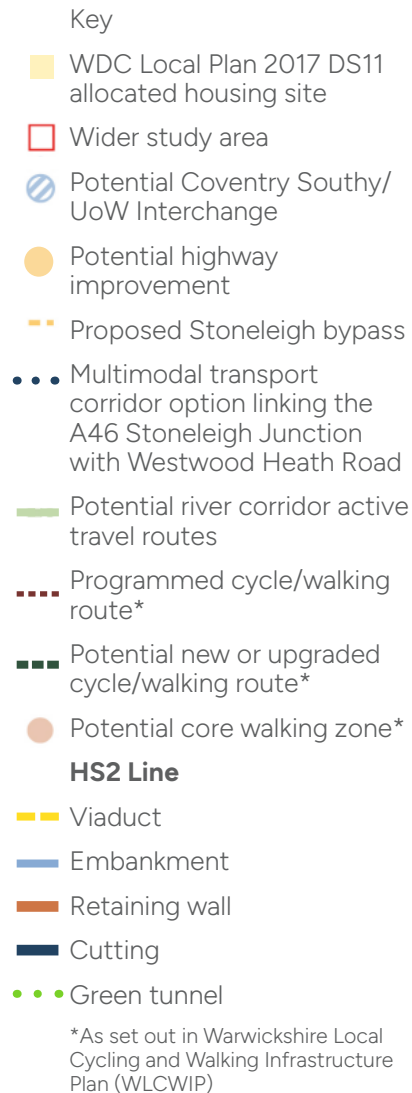 Key
WDC Local Plan 2017 DS11
allocated housing site
Wider study area
Potential Coventry Southy/
UoW Interchange
Potential highway
improvement
Proposed Stoneleigh bypass
Multimodal transport
corridor option linking the
A46 Stoneleigh Junction
with Westwood Heath Road
Potential river corridor active
travel routes
Programmed cycle/walking
route*
Potential new or upgraded
cycle/walking route*
Potential core walking zone*
HS2 Line
Viaduct
Embankment
Retaining wall
Cutting
Green tunnel
*As set out in Warwickshire Local
Cycling and Walking Infrastructure
Plan (WLCWIP)